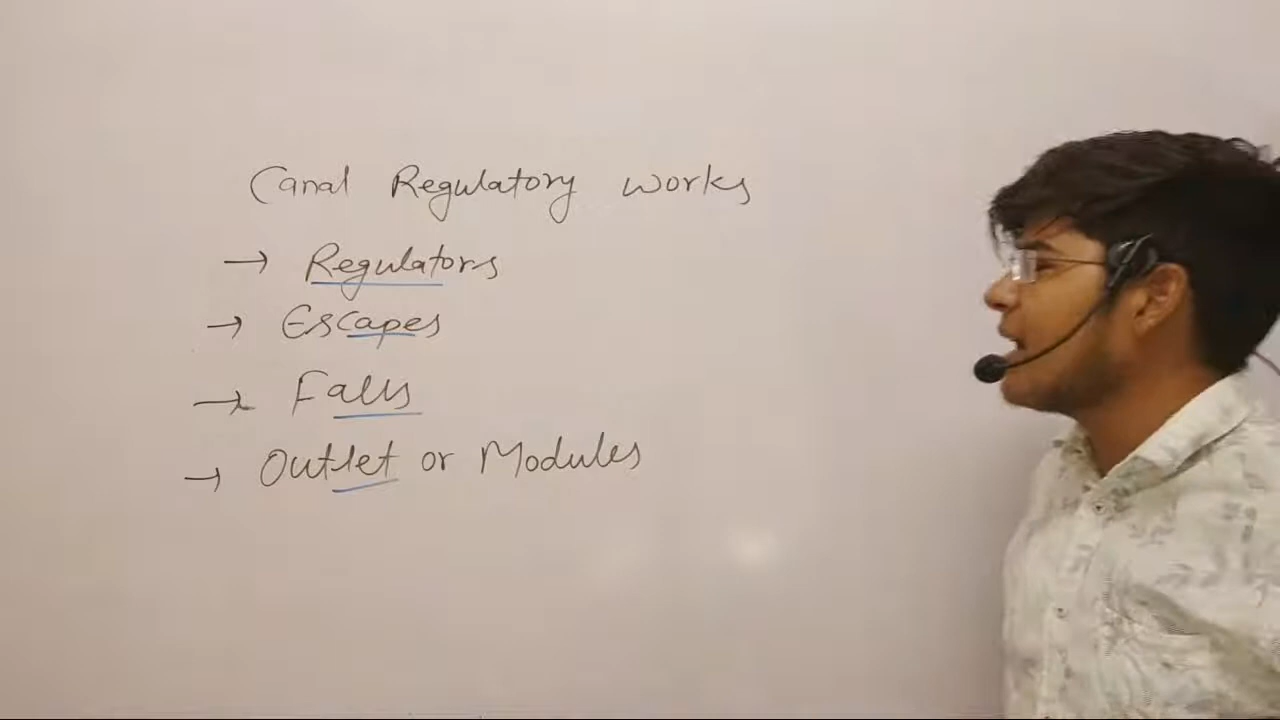 Canal Regulatory works
→ Regulators
→ Escapes
→ Falls
→ Outlet or Modules